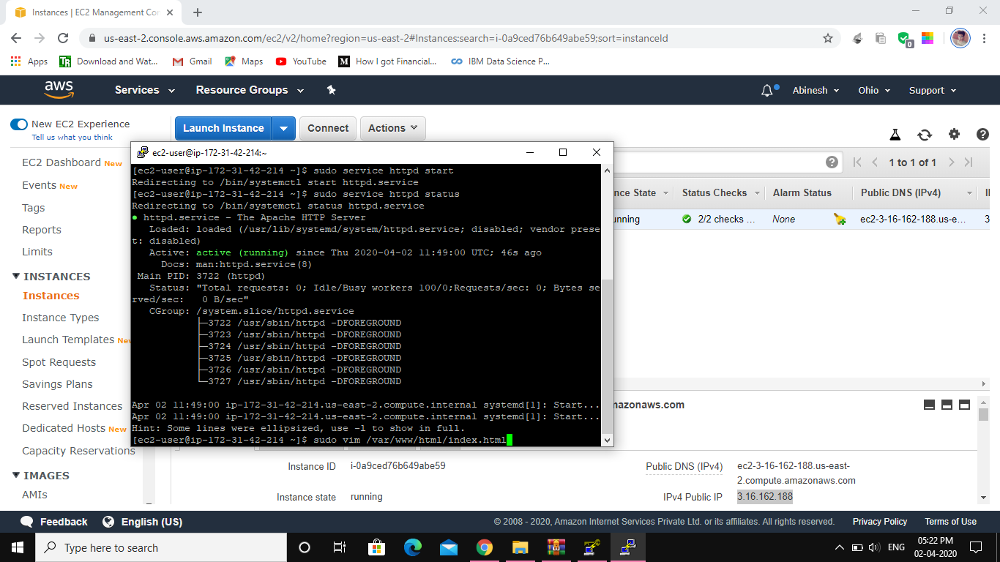 Instances | EC2 Management Con
us-east-2.console.aws.amazon.com/ec2/v2/home?region=us-east-2#Instances:search=i-0a9ced76b649abe59;sort=instanceId
0
Apps
TR Download and Wat...
Gmail
Maps
YouTube
M How I got Financial...
IBM Data Science P...
aws Services Resource Groups Abinesh Ohio Support
New EC2 Experience
Tell us what you think
Launch Instance Connect Actions
EC2 Dashboard New
Events New
Tags
Reports
Limits
INSTANCES
Instances
Instance Types
Launch Templates New
Spot Requests
Savings Plans
Reserved Instances
Dedicated Hosts New
Capacity Reservations
IMAGES
AMIs
1 to 1 of 1
nce State Status Checks Alarm Status Public DNS (IPv4) I
unning 2/2 checks ... None ec2-3-16-162-188.us-e... 3
ec2-user@ip-172-31-42-214:~
[ec2-user@ip-172-31-42-214 ~]$ sudo service httpd start
Redirecting to /bin/systemctl start httpd.service
[ec2-user@ip-172-31-42-214 ~]$ sudo service httpd status
Redirecting to /bin/systemctl status httpd.service
● httpd.service - The Apache HTTP Server
Loaded: loaded (/usr/lib/systemd/system/httpd.service; disabled; vendor prese
t: disabled)
Active: active (running) since Thu 2020-04-02 11:49:00 UTC; 46s ago
Docs: man:httpd.service(8)
Main PID: 3722 (httpd)
Status: "Total requests: 0; Idle/Busy workers 100/0;Requests/sec: 0; Bytes se
rved/sec:   0 B/sec"
CGroup: /system.slice/httpd.service
├─3722 /usr/sbin/httpd -DFOREGROUND
├─3723 /usr/sbin/httpd -DFOREGROUND
├─3724 /usr/sbin/httpd -DFOREGROUND
├─3725 /usr/sbin/httpd -DFOREGROUND
├─3726 /usr/sbin/httpd -DFOREGROUND
└─3727 /usr/sbin/httpd -DFOREGROUND
Apr 02 11:49:00 ip-172-31-42-214.us-east-2.compute.internal systemd[1]: Start...
Apr 02 11:49:00 ip-172-31-42-214.us-east-2.compute.internal systemd[1]: Start...
Hint: Some lines were ellipsized, use -l to show in full.
[ec2-user@ip-172-31-42-214 ~]$ sudo vim /var/www/html/index.html
nazonaws.com
Instance ID i-0a9ced76b649abe59
Instance state running
Public DNS (IPv4) ec2-3-16-162-188.us-east-
2.compute.amazonaws.com
IPv4 Public IP 3.16.162.188
Feedback English (US)
© 2008 - 2020, Amazon Internet Services Private Ltd. or its affiliates. All rights reserved. Privacy Policy Terms of Use
Type here to search
ENG
05:22 PM
02-04-2020